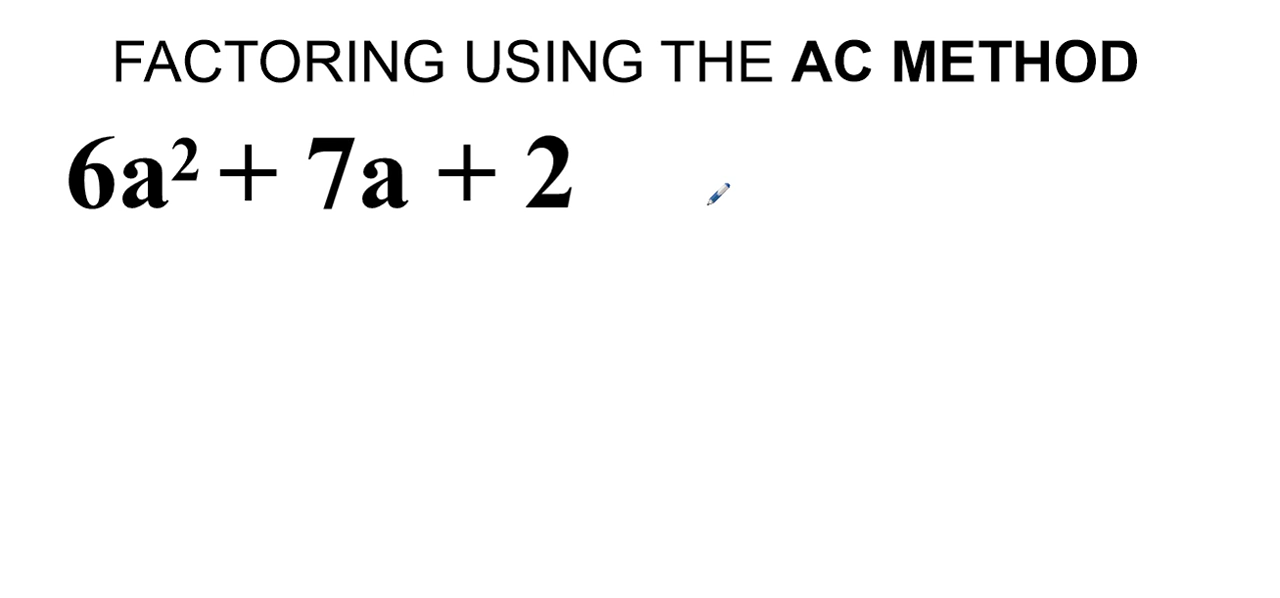 FACTORING USING THE AC METHOD
6a² + 7a + 2